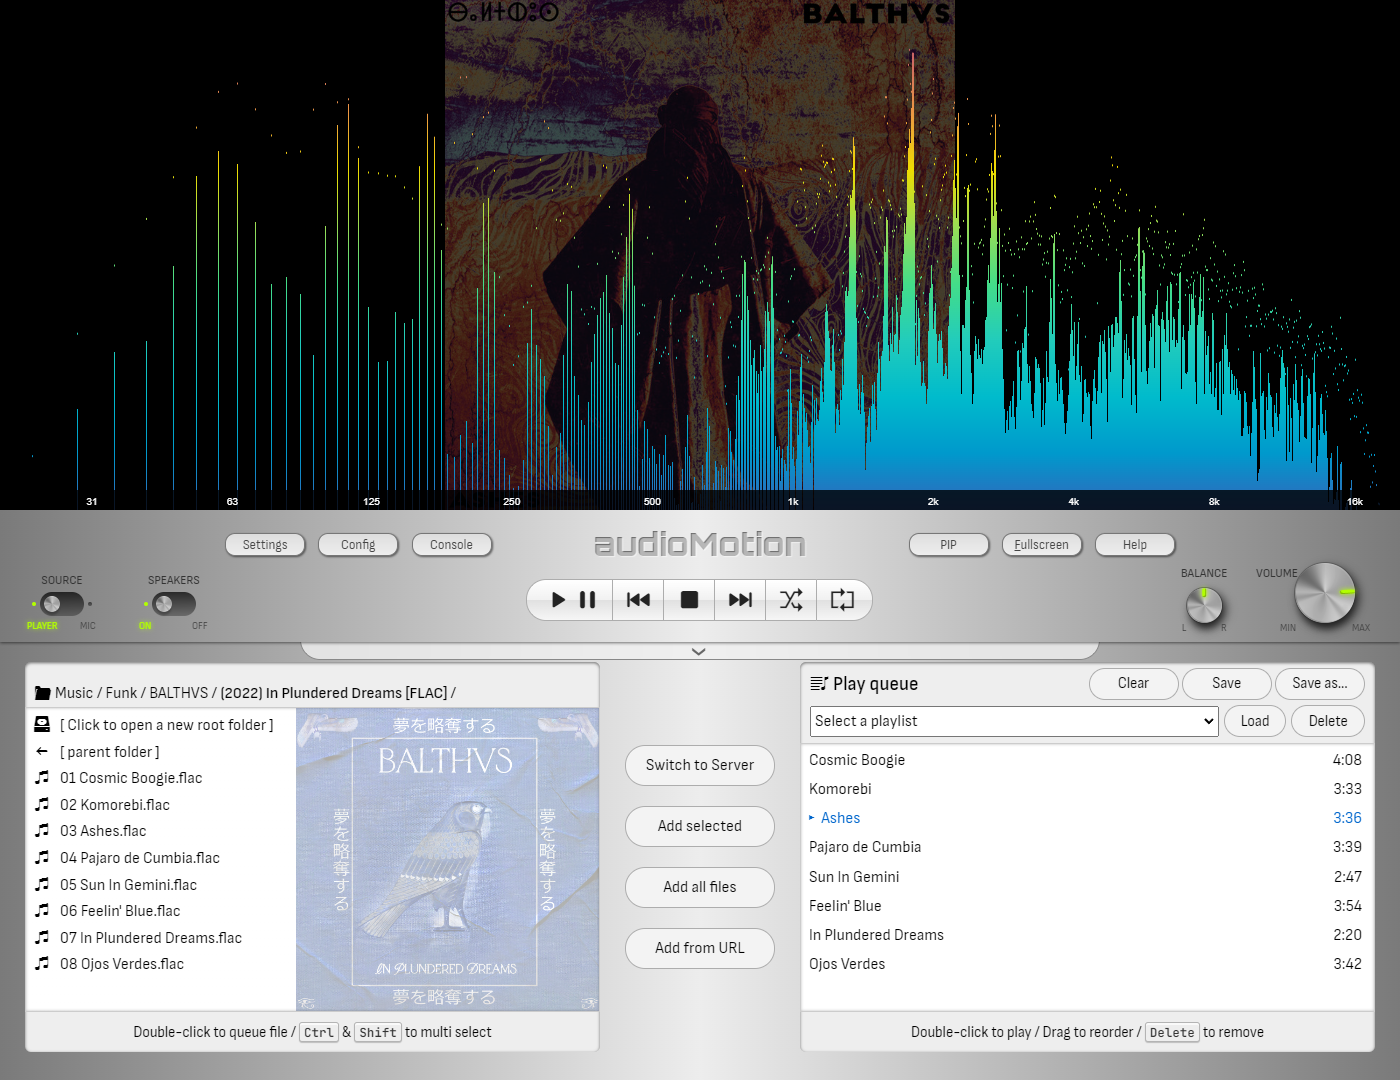 ⴱ.ⵍⵜⵀⵓⵙ
BALTHVS
31 63 125 250 500 1k 2k 4k 8k 16k
Settings Config Console audioMotion PIP Fullscreen Help
SOURCE SPEAKERS BALANCE VOLUME
PLAYER MIC ON OFF L R MIN MAX
Music / Funk / BALTHVS / (2022) In Plundered Dreams [FLAC] /
[ Click to open a new root folder ]
[ parent folder ]
01 Cosmic Boogie.flac
02 Komorebi.flac
03 Ashes.flac
04 Pajaro de Cumbia.flac
05 Sun In Gemini.flac
06 Feelin' Blue.flac
07 In Plundered Dreams.flac
08 Ojos Verdes.flac
夢を略奪する
BALTHVS
夢を略奪する
夢を略奪する
IN PLUNDERED DREAMS
夢を略奪する
Double-click to queue file / Ctrl & Shift to multi select
Switch to Server
Add selected
Add all files
Add from URL
Play queue Clear Save Save as...
Select a playlist Load Delete
Cosmic Boogie 4:08
Komorebi 3:33
Ashes 3:36
Pajaro de Cumbia 3:39
Sun In Gemini 2:47
Feelin' Blue 3:54
In Plundered Dreams 2:20
Ojos Verdes 3:42
Double-click to play / Drag to reorder / Delete to remove